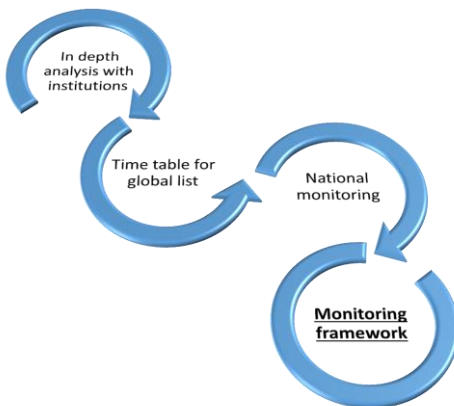 In depth
analysis with
institutions
Time table for
global list
National
monitoring
Monitoring
framework